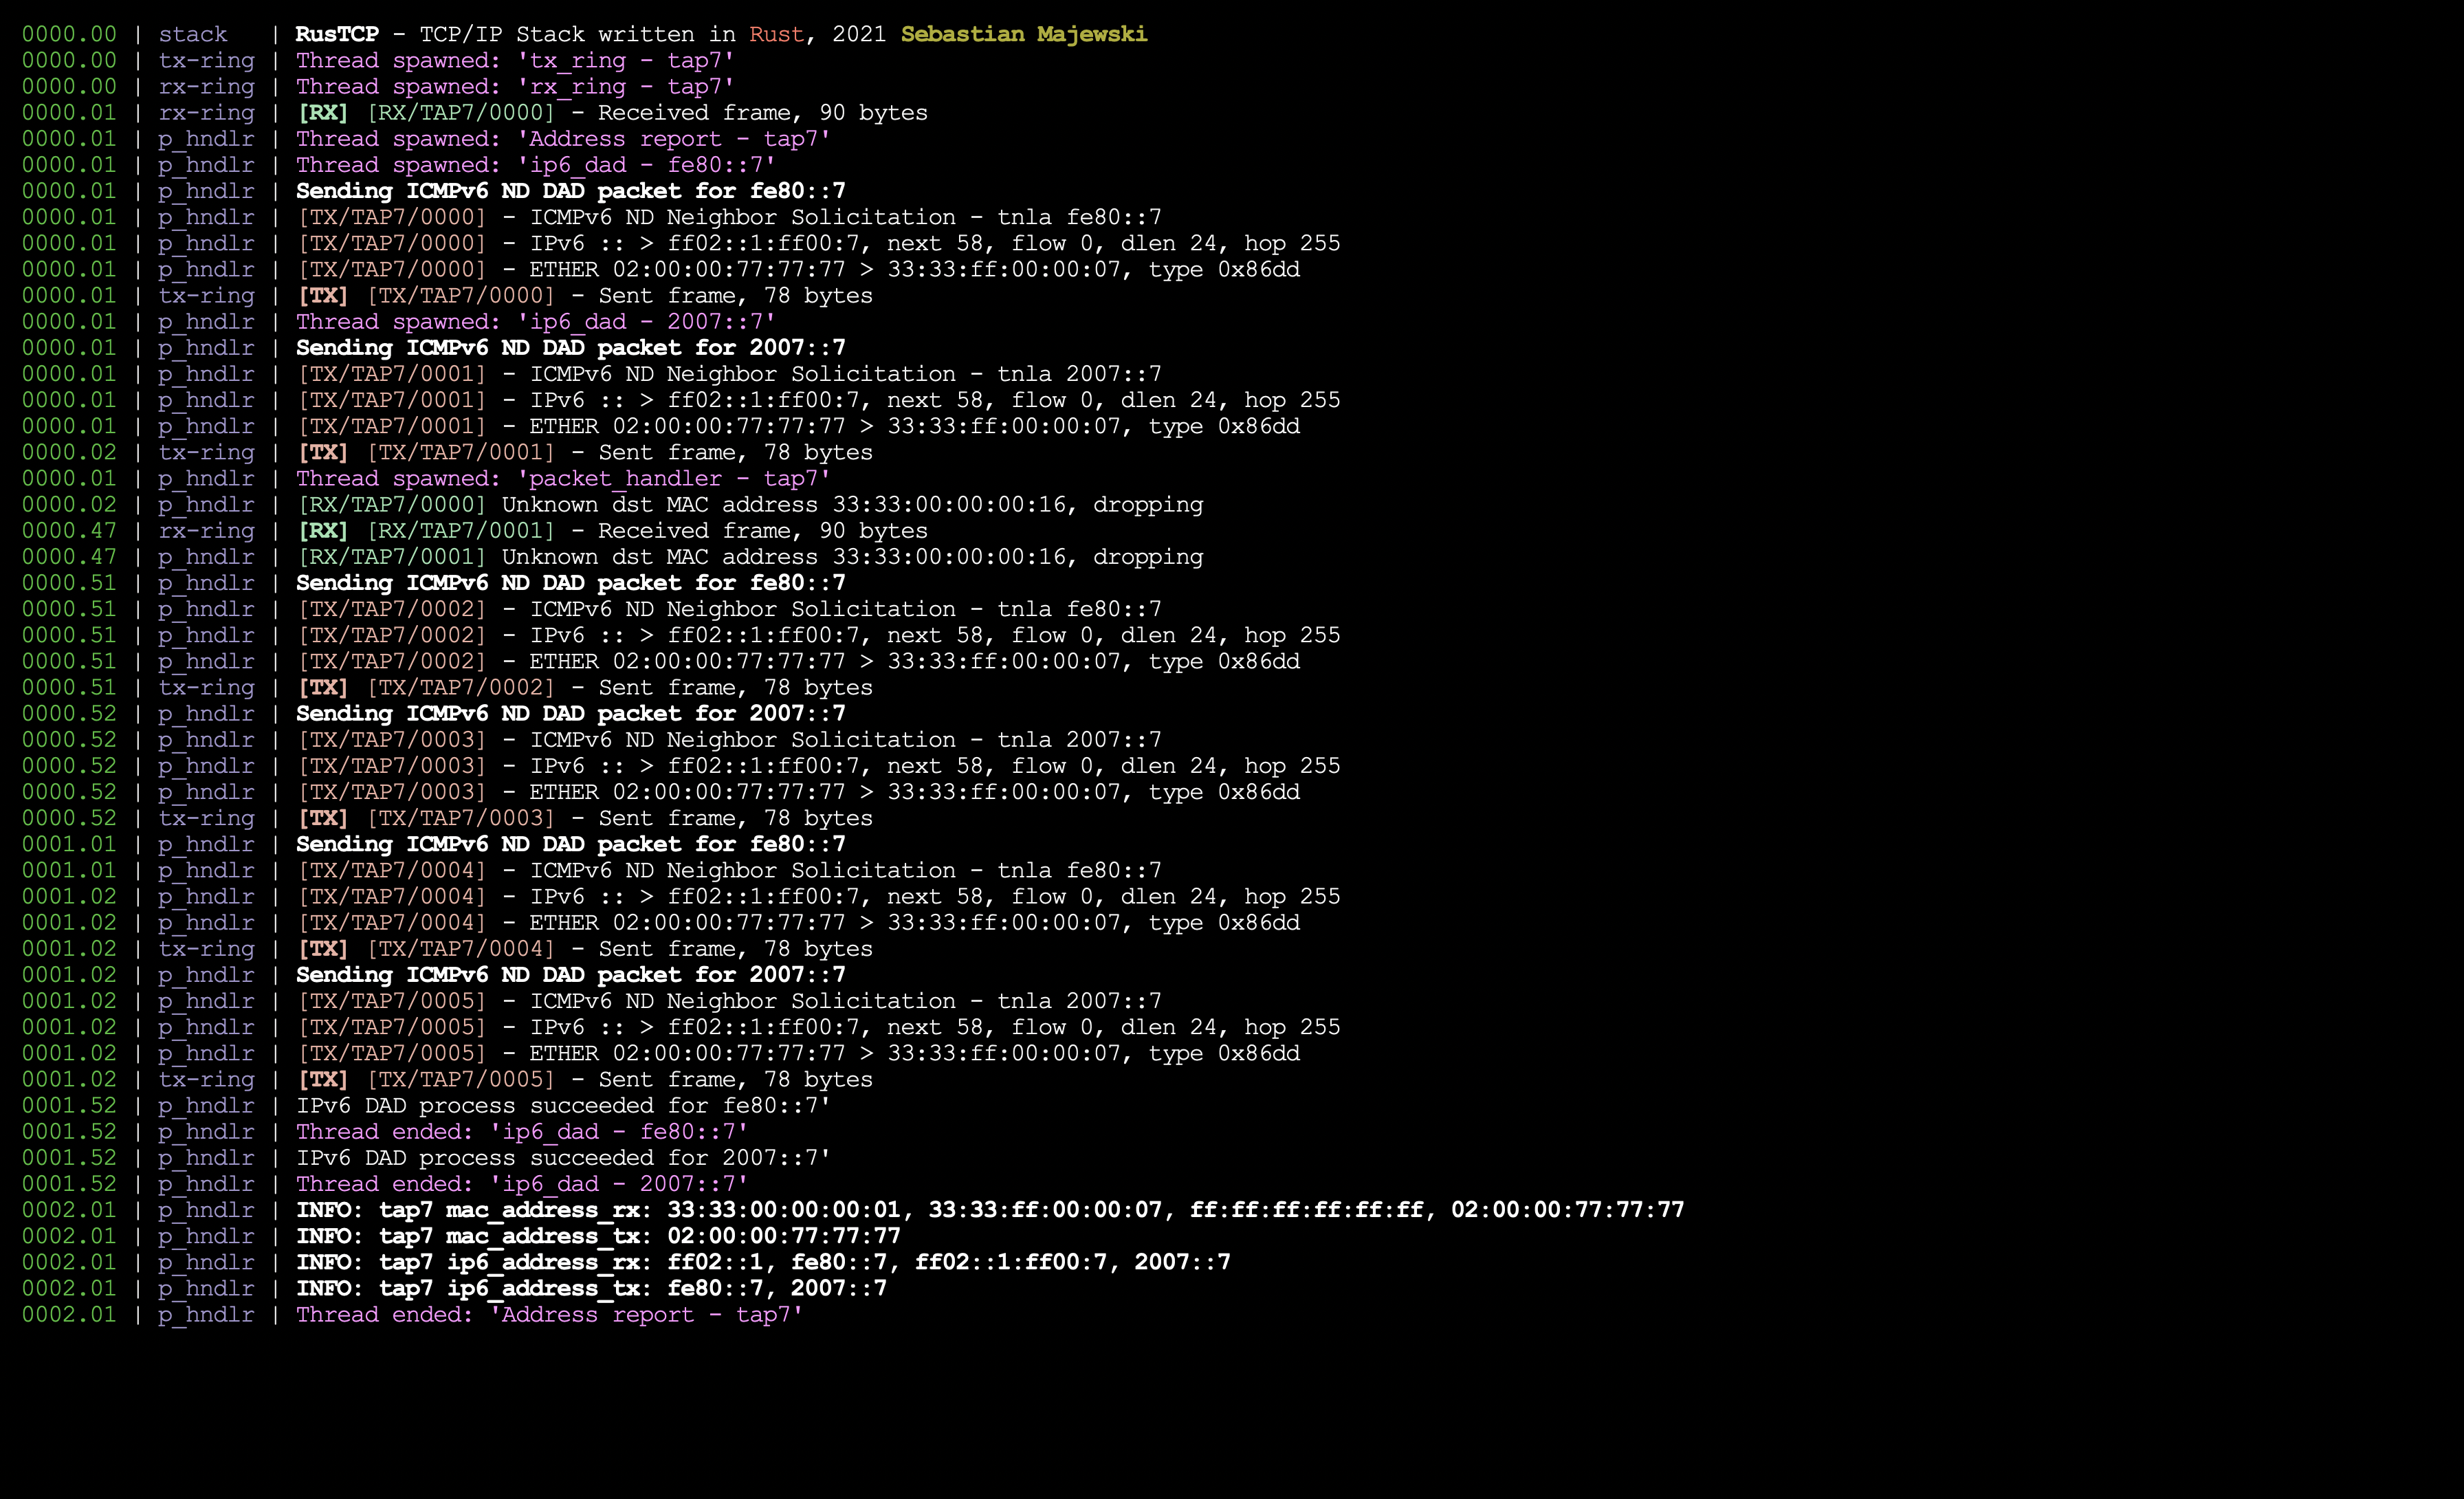 0000.00 | stack   | RusTCP - TCP/IP Stack written in Rust, 2021 Sebastian Majewski
0000.00 | tx-ring | Thread spawned: 'tx_ring - tap7'
0000.00 | rx-ring | Thread spawned: 'rx_ring - tap7'
0000.01 | rx-ring | [RX] [RX/TAP7/0000] - Received frame, 90 bytes
0000.01 | p_hndlr | Thread spawned: 'Address report - tap7'
0000.01 | p_hndlr | Thread spawned: 'ip6_dad - fe80::7'
0000.01 | p_hndlr | Sending ICMPv6 ND DAD packet for fe80::7
0000.01 | p_hndlr | [TX/TAP7/0000] - ICMPv6 ND Neighbor Solicitation - tnla fe80::7
0000.01 | p_hndlr | [TX/TAP7/0000] - IPv6 :: > ff02::1:ff00:7, next 58, flow 0, dlen 24, hop 255
0000.01 | p_hndlr | [TX/TAP7/0000] - ETHER 02:00:00:77:77:77 > 33:33:ff:00:00:07, type 0x86dd
0000.01 | tx-ring | [TX] [TX/TAP7/0000] - Sent frame, 78 bytes
0000.01 | p_hndlr | Thread spawned: 'ip6_dad - 2007::7'
0000.01 | p_hndlr | Sending ICMPv6 ND DAD packet for 2007::7
0000.01 | p_hndlr | [TX/TAP7/0001] - ICMPv6 ND Neighbor Solicitation - tnla 2007::7
0000.01 | p_hndlr | [TX/TAP7/0001] - IPv6 :: > ff02::1:ff00:7, next 58, flow 0, dlen 24, hop 255
0000.01 | p_hndlr | [TX/TAP7/0001] - ETHER 02:00:00:77:77:77 > 33:33:ff:00:00:07, type 0x86dd
0000.02 | tx-ring | [TX] [TX/TAP7/0001] - Sent frame, 78 bytes
0000.01 | p_hndlr | Thread spawned: 'packet_handler - tap7'
0000.02 | p_hndlr | [RX/TAP7/0000] Unknown dst MAC address 33:33:00:00:00:16, dropping
0000.47 | rx-ring | [RX] [RX/TAP7/0001] - Received frame, 90 bytes
0000.47 | p_hndlr | [RX/TAP7/0001] Unknown dst MAC address 33:33:00:00:00:16, dropping
0000.51 | p_hndlr | Sending ICMPv6 ND DAD packet for fe80::7
0000.51 | p_hndlr | [TX/TAP7/0002] - ICMPv6 ND Neighbor Solicitation - tnla fe80::7
0000.51 | p_hndlr | [TX/TAP7/0002] - IPv6 :: > ff02::1:ff00:7, next 58, flow 0, dlen 24, hop 255
0000.51 | p_hndlr | [TX/TAP7/0002] - ETHER 02:00:00:77:77:77 > 33:33:ff:00:00:07, type 0x86dd
0000.51 | tx-ring | [TX] [TX/TAP7/0002] - Sent frame, 78 bytes
0000.52 | p_hndlr | Sending ICMPv6 ND DAD packet for 2007::7
0000.52 | p_hndlr | [TX/TAP7/0003] - ICMPv6 ND Neighbor Solicitation - tnla 2007::7
0000.52 | p_hndlr | [TX/TAP7/0003] - IPv6 :: > ff02::1:ff00:7, next 58, flow 0, dlen 24, hop 255
0000.52 | p_hndlr | [TX/TAP7/0003] - ETHER 02:00:00:77:77:77 > 33:33:ff:00:00:07, type 0x86dd
0000.52 | tx-ring | [TX] [TX/TAP7/0003] - Sent frame, 78 bytes
0001.01 | p_hndlr | Sending ICMPv6 ND DAD packet for fe80::7
0001.01 | p_hndlr | [TX/TAP7/0004] - ICMPv6 ND Neighbor Solicitation - tnla fe80::7
0001.02 | p_hndlr | [TX/TAP7/0004] - IPv6 :: > ff02::1:ff00:7, next 58, flow 0, dlen 24, hop 255
0001.02 | p_hndlr | [TX/TAP7/0004] - ETHER 02:00:00:77:77:77 > 33:33:ff:00:00:07, type 0x86dd
0001.02 | tx-ring | [TX] [TX/TAP7/0004] - Sent frame, 78 bytes
0001.02 | p_hndlr | Sending ICMPv6 ND DAD packet for 2007::7
0001.02 | p_hndlr | [TX/TAP7/0005] - ICMPv6 ND Neighbor Solicitation - tnla 2007::7
0001.02 | p_hndlr | [TX/TAP7/0005] - IPv6 :: > ff02::1:ff00:7, next 58, flow 0, dlen 24, hop 255
0001.02 | p_hndlr | [TX/TAP7/0005] - ETHER 02:00:00:77:77:77 > 33:33:ff:00:00:07, type 0x86dd
0001.02 | tx-ring | [TX] [TX/TAP7/0005] - Sent frame, 78 bytes
0001.52 | p_hndlr | IPv6 DAD process succeeded for fe80::7'
0001.52 | p_hndlr | Thread ended: 'ip6_dad - fe80::7'
0001.52 | p_hndlr | IPv6 DAD process succeeded for 2007::7'
0001.52 | p_hndlr | Thread ended: 'ip6_dad - 2007::7'
0002.01 | p_hndlr | INFO: tap7 mac_address_rx: 33:33:00:00:00:01, 33:33:ff:00:00:07, ff:ff:ff:ff:ff:ff, 02:00:00:77:77:77
0002.01 | p_hndlr | INFO: tap7 mac_address_tx: 02:00:00:77:77:77
0002.01 | p_hndlr | INFO: tap7 ip6_address_rx: ff02::1, fe80::7, ff02::1:ff00:7, 2007::7
0002.01 | p_hndlr | INFO: tap7 ip6_address_tx: fe80::7, 2007::7
0002.01 | p_hndlr | Thread ended: 'Address report - tap7'